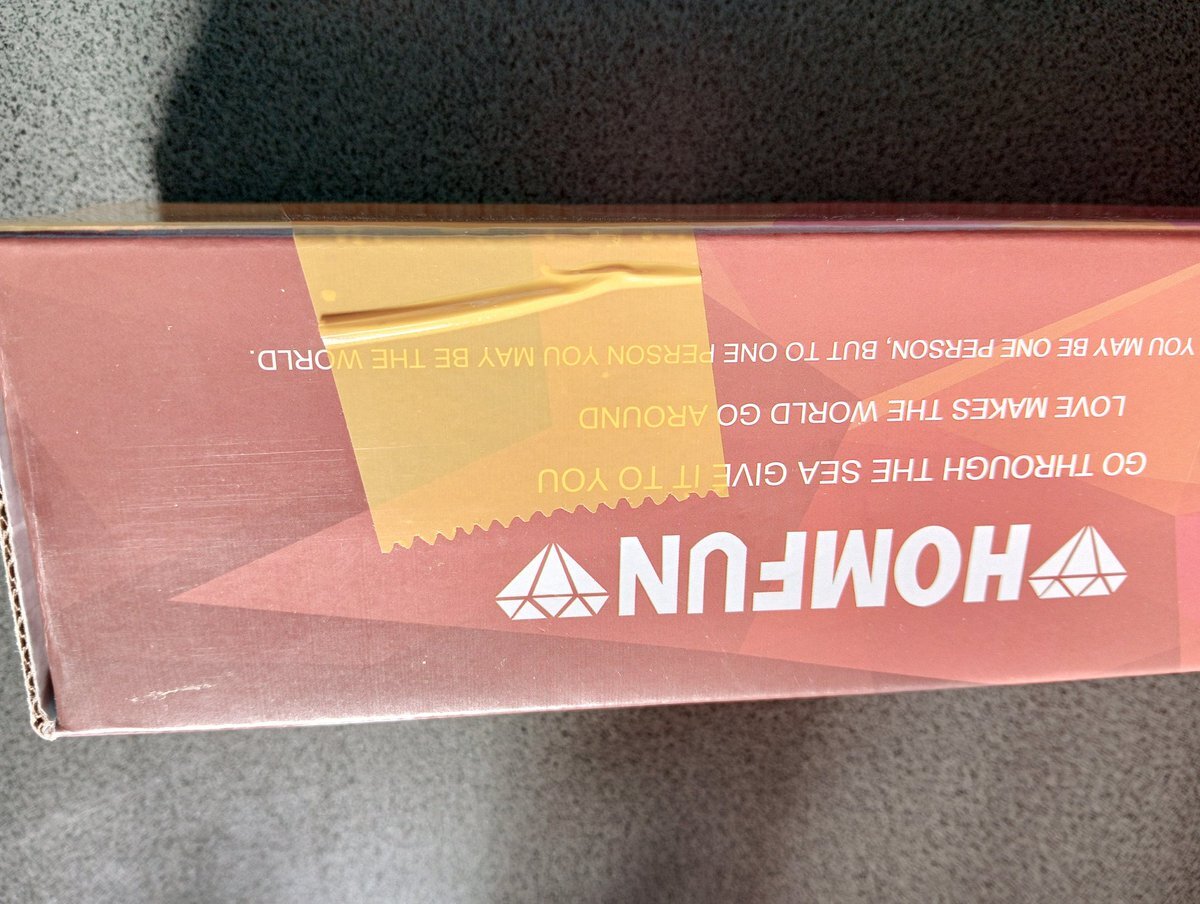 HOMFUN
GO THROUGH THE SEA GIVE IT TO YOU
LOVE MAKES THE WORLD GO AROUND
YOU MAY BE ONE PERSON, BUT TO ONE PERSON YOU MAY BE THE WORLD.